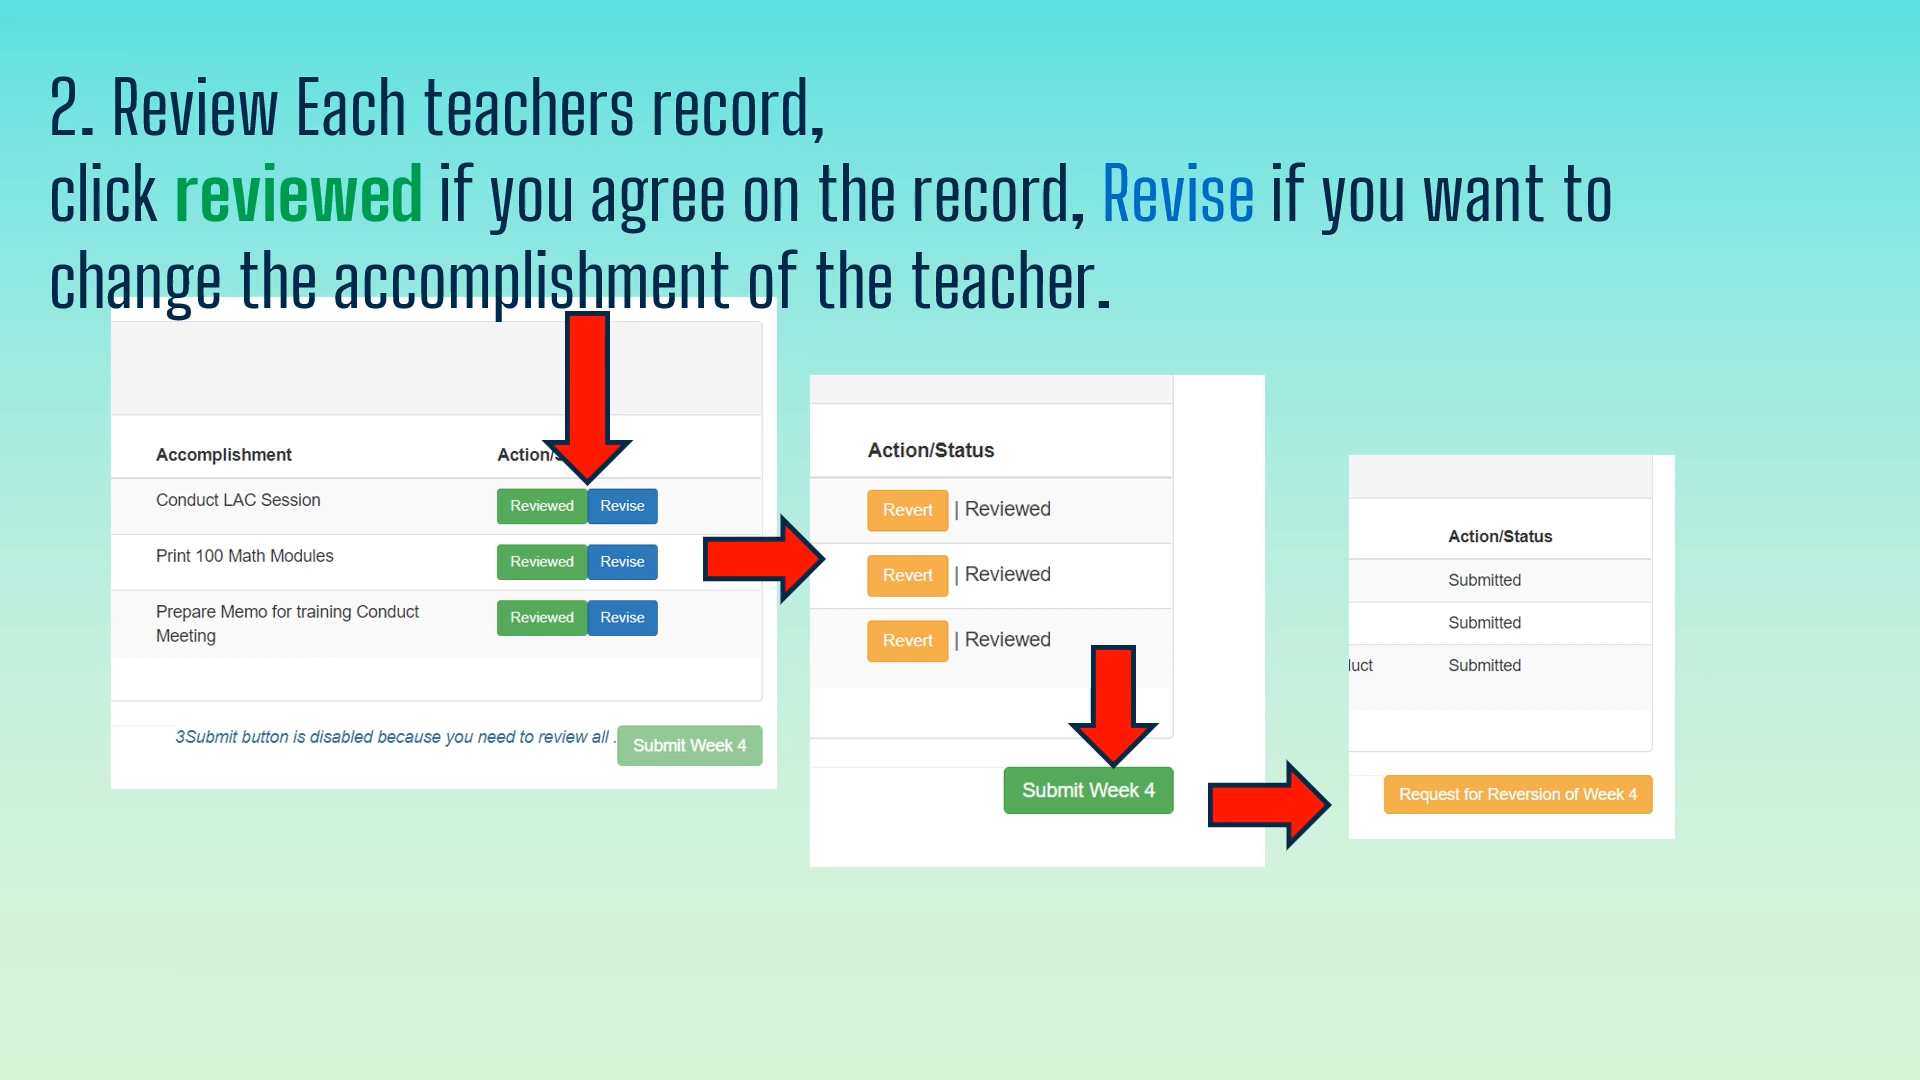 2. Review Each teachers record,
click reviewed if you agree on the record, Revise if you want to
change the accomplishment of the teacher.
Accomplishment Action/S
Conduct LAC Session Reviewed Revise
Print 100 Math Modules Reviewed Revise
Prepare Memo for training Conduct
Meeting
Reviewed Revise
3Submit button is disabled because you need to review all . Submit Week 4
Action/Status
Revert | Reviewed
Revert | Reviewed
Revert | Reviewed
Submit Week 4
Action/Status
Submitted
Submitted
luct Submitted
Request for Reversion of Week 4